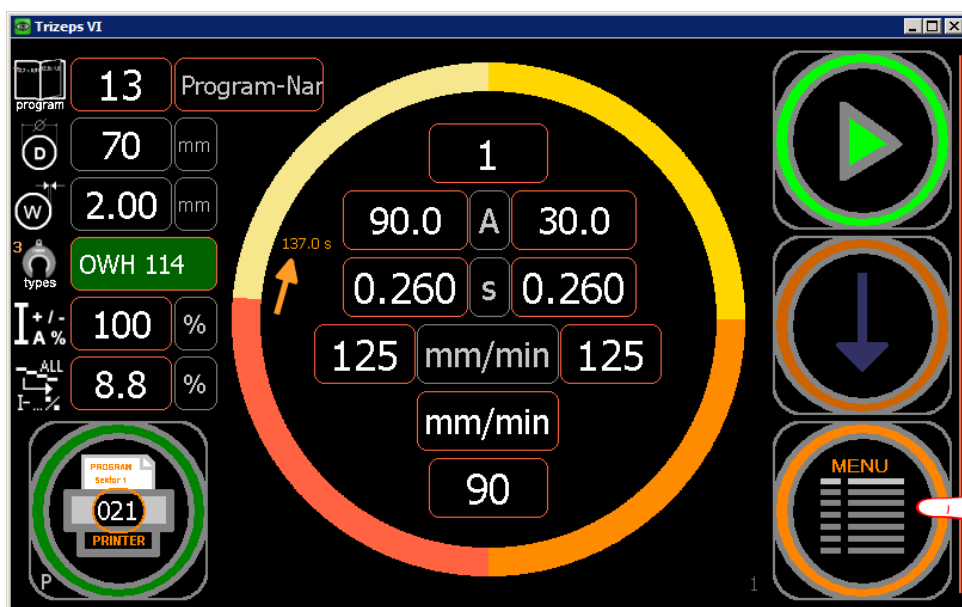 Trizeps VI
program
13
Program-Nar
D
70
mm
W
2.00
mm
3
types
OWH 114
I + / -
A %
100
%
ALL
I-...%
8.8
%
PROGRAM
Sektor 1
021
PRINTER
P
137.0 s
1
90.0 A 30.0
0.260 s 0.260
125 mm/min 125
mm/min
90
MENU
1